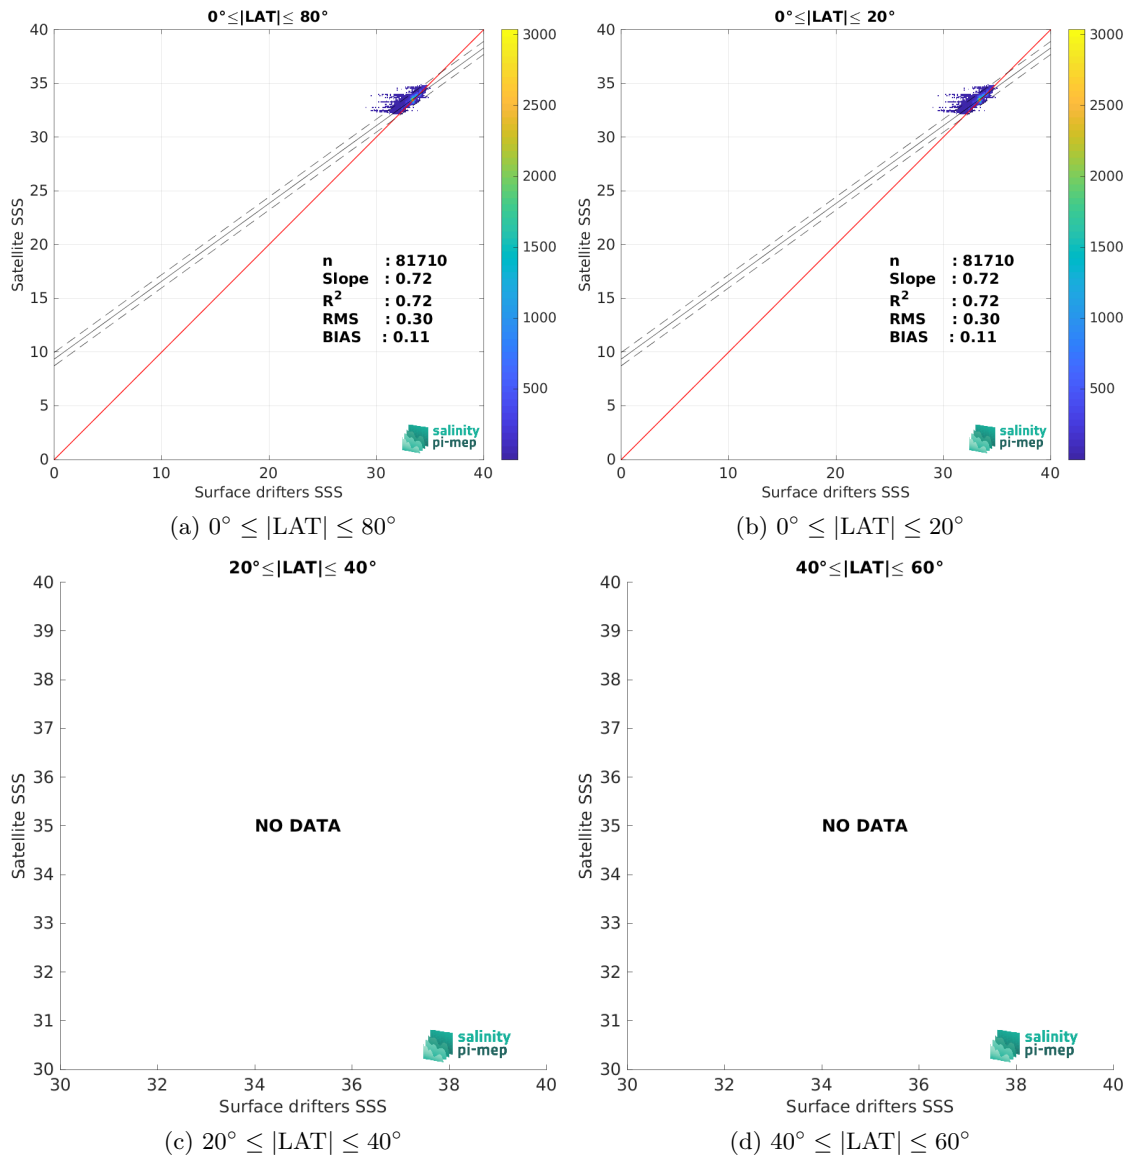 0°≤|LAT|≤ 80°
40
35
30
25
20
15
10
5
0
Satellite SSS
n : 81710
Slope : 0.72
R² : 0.72
RMS : 0.30
BIAS : 0.11
salinity
pi-mep
0 10 20 30 40
Surface drifters SSS
3000
2500
2000
1500
1000
500
(a) 0° ≤ |LAT| ≤ 80°
0°≤|LAT|≤ 20°
40
35
30
25
20
15
10
5
0
Satellite SSS
n : 81710
Slope : 0.72
R² : 0.72
RMS : 0.30
BIAS : 0.11
salinity
pi-mep
0 10 20 30 40
Surface drifters SSS
3000
2500
2000
1500
1000
500
(b) 0° ≤ |LAT| ≤ 20°
20°≤|LAT|≤ 40°
40
39
38
37
36
35
34
33
32
31
30
Satellite SSS
NO DATA
salinity
pi-mep
30 32 34 36 38 40
Surface drifters SSS
(c) 20° ≤ |LAT| ≤ 40°
40°≤|LAT|≤ 60°
40
39
38
37
36
35
34
33
32
31
30
Satellite SSS
NO DATA
salinity
pi-mep
30 32 34 36 38 40
Surface drifters SSS
(d) 40° ≤ |LAT| ≤ 60°